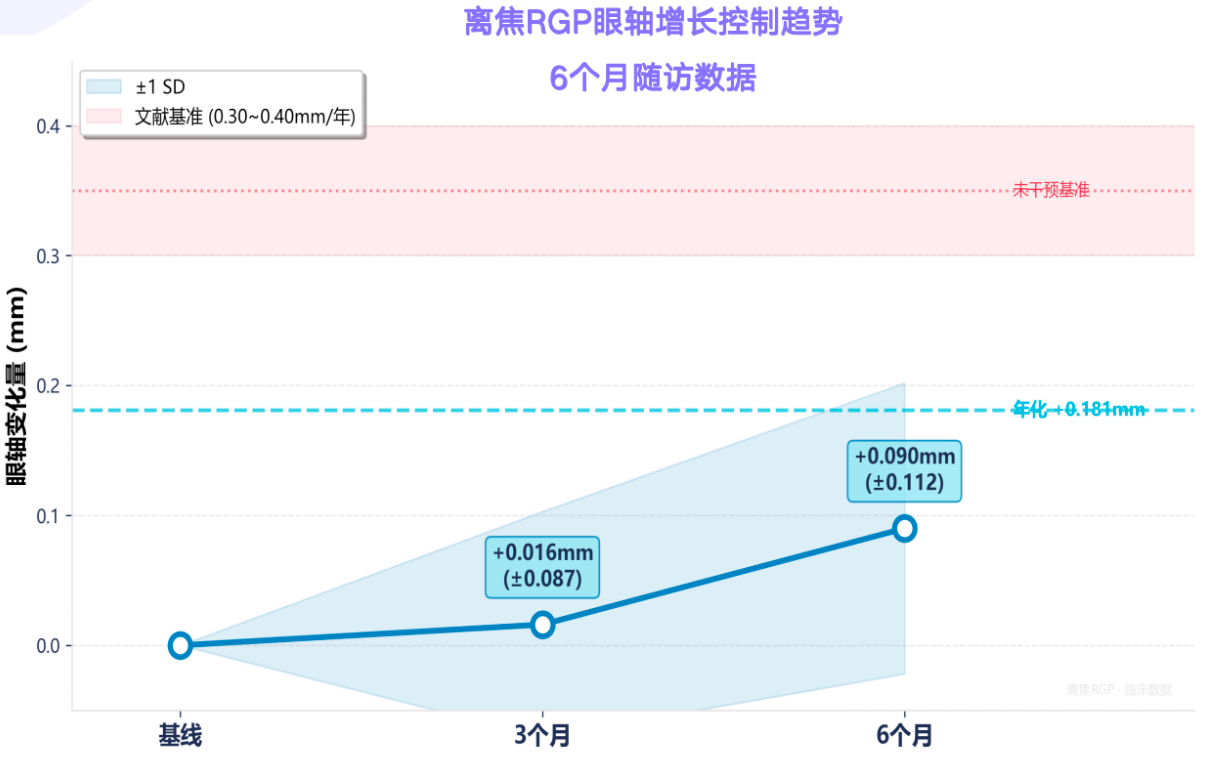 离焦RGP眼轴增长控制趋势
6个月随访数据
±1 SD
文献基准 (0.30~0.40mm/年)
0.4
未干预基准
0.3
眼轴变化量 (mm)
0.2
年化 +0.181mm
+0.090mm
(±0.112)
0.1
+0.016mm
(±0.087)
0.0
离焦RGP · 临床数据
基线
3个月
6个月